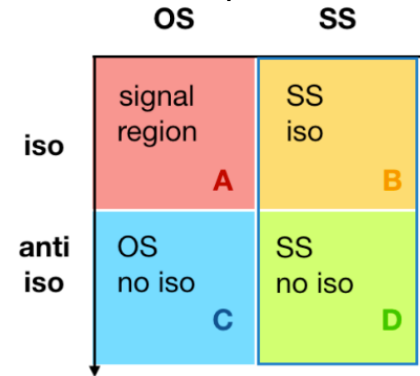 OS SS
iso
signal
region
A
SS
iso
B
anti
iso
OS
no iso
C
SS
no iso
D